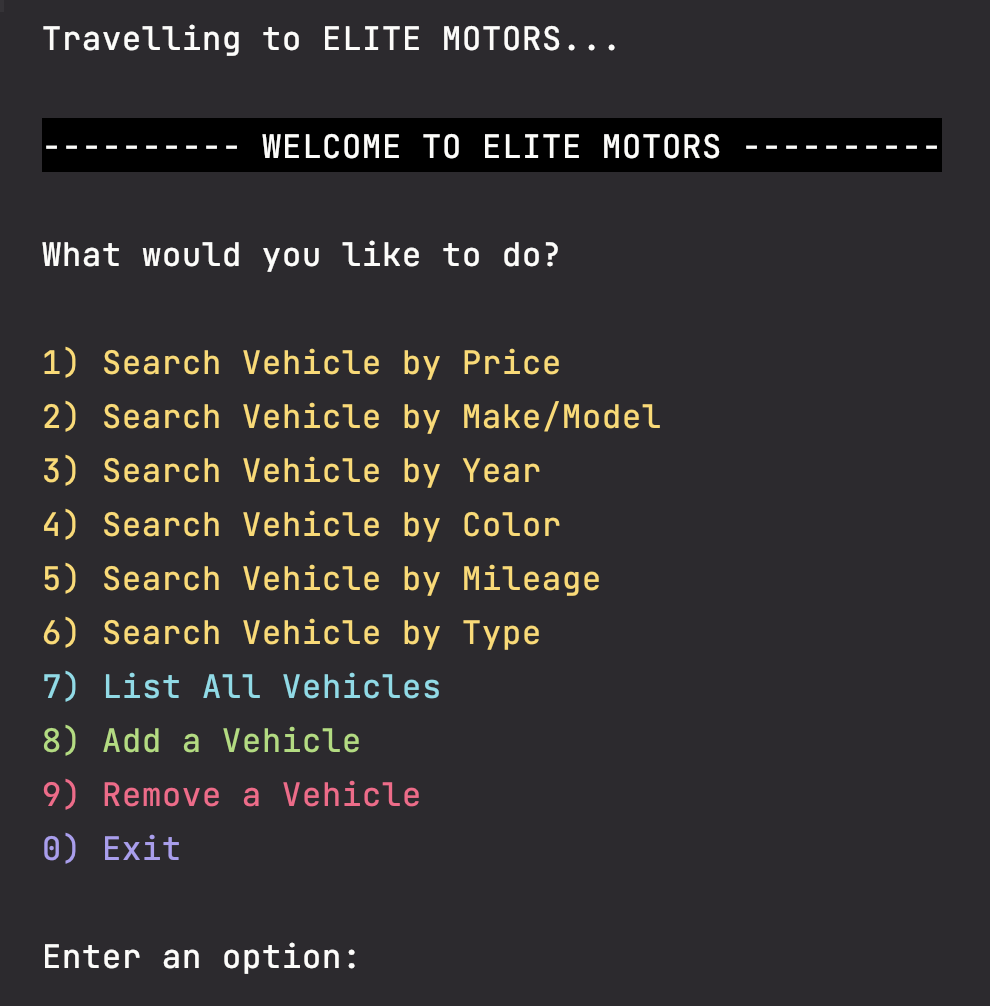 Travelling to ELITE MOTORS...
---------- WELCOME TO ELITE MOTORS ----------
What would you like to do?
1) Search Vehicle by Price
2) Search Vehicle by Make/Model
3) Search Vehicle by Year
4) Search Vehicle by Color
5) Search Vehicle by Mileage
6) Search Vehicle by Type
7) List All Vehicles
8) Add a Vehicle
9) Remove a Vehicle
0) Exit
Enter an option: